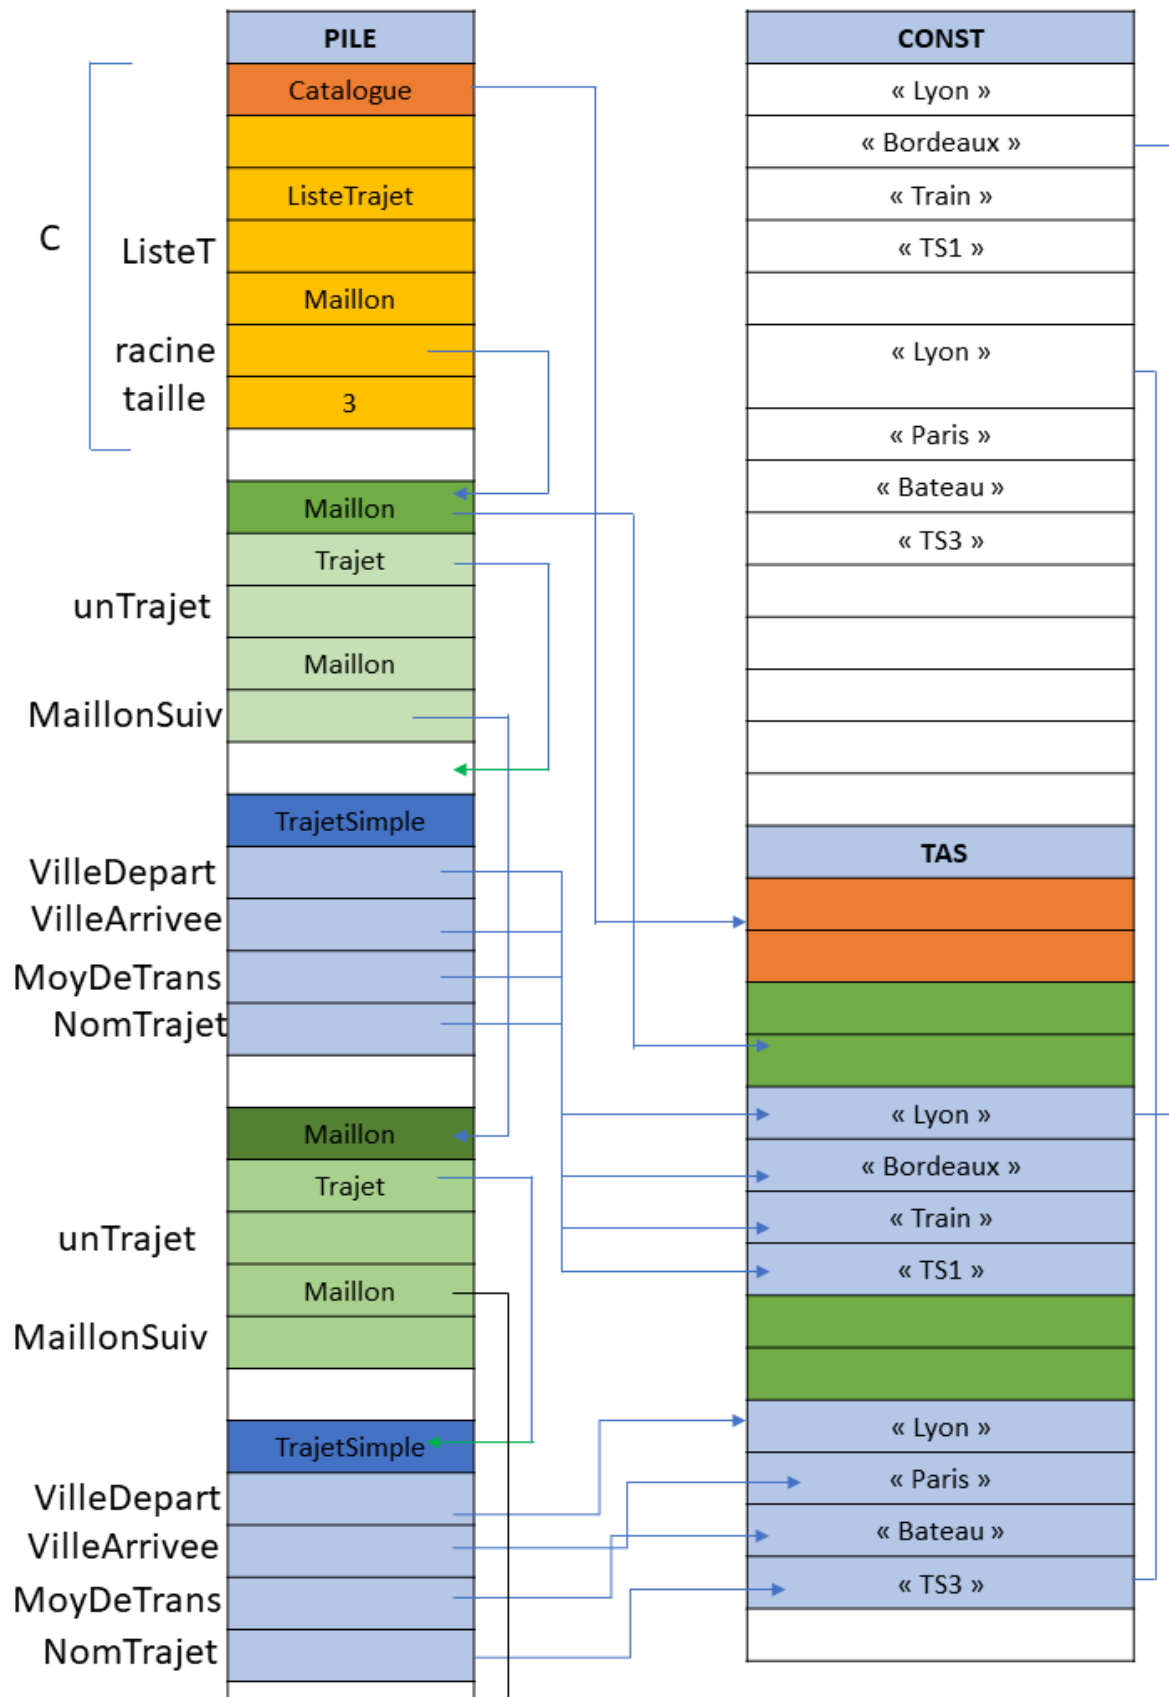 PILE
Catalogue
ListeTrajet
C
ListeT
Maillon
racine
taille
3
Maillon
Trajet
unTrajet
Maillon
MaillonSuiv
TrajetSimple
VilleDepart
VilleArrivee
MoyDeTrans
NomTrajet
Maillon
Trajet
unTrajet
Maillon
MaillonSuiv
TrajetSimple
VilleDepart
VilleArrivee
MoyDeTrans
NomTrajet
CONST
« Lyon »
« Bordeaux »
« Train »
« TS1 »
« Lyon »
« Paris »
« Bateau »
« TS3 »
TAS
« Lyon »
« Bordeaux »
« Train »
« TS1 »
« Lyon »
« Paris »
« Bateau »
« TS3 »